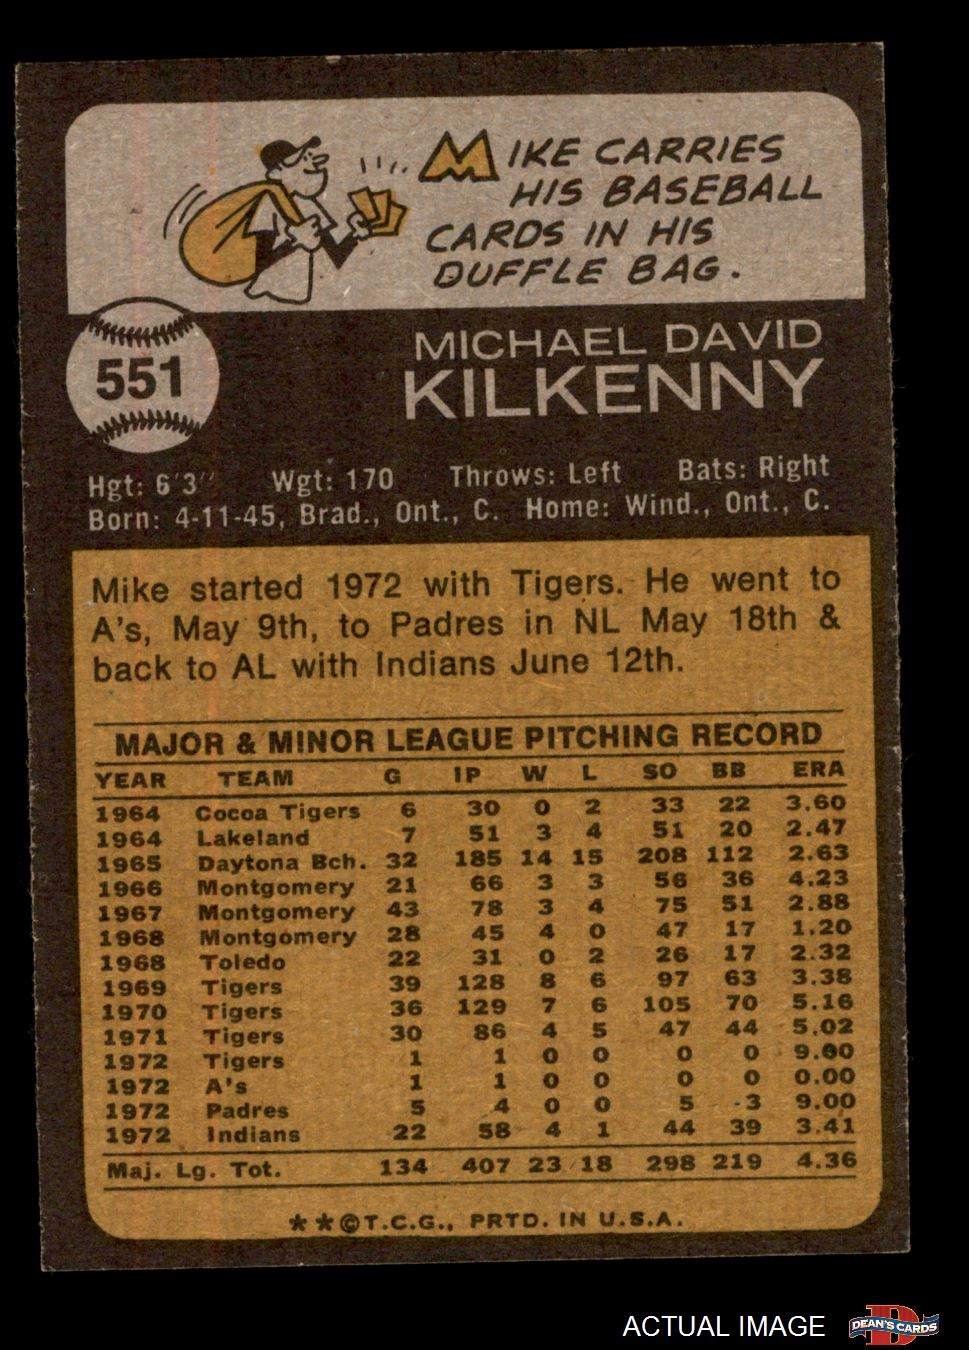 MIKE CARRIES
HIS BASEBALL
CARDS IN HIS
DUFFLE BAG.
551
MICHAEL DAVID
KILKENNY
Hgt: 6'3" Wgt: 170 Throws: Left Bats: Right
Born: 4-11-45, Brad., Ont., C. Home: Wind., Ont., C.
Mike started 1972 with Tigers. He went to
A's, May 9th, to Padres in NL May 18th &
back to AL with Indians June 12th.
MAJOR & MINOR LEAGUE PITCHING RECORD
YEAR TEAM G IP W L SO BB ERA
1964 Cocoa Tigers 6 30 0 2 33 22 3.60
1964 Lakeland 7 51 3 4 51 20 2.47
1965 Daytona Bch. 32 185 14 15 208 112 2.63
1966 Montgomery 21 66 3 3 56 36 4.23
1967 Montgomery 43 78 3 4 75 51 2.88
1968 Montgomery 28 45 4 0 47 17 1.20
1968 Toledo 22 31 0 2 26 17 2.32
1969 Tigers 39 128 8 6 97 63 3.38
1970 Tigers 36 129 7 6 105 70 5.16
1971 Tigers 30 86 4 5 47 44 5.02
1972 Tigers 1 1 0 0 0 0 9.00
1972 A's 1 1 0 0 0 0 0.00
1972 Padres 5 4 0 0 5 3 9.00
1972 Indians 22 58 4 1 44 39 3.41
Maj. Lg. Tot. 134 407 23 18 298 219 4.36
**©T.C.G., PRTD. IN U.S.A.
ACTUAL IMAGE
D
DEAN'S CARDS